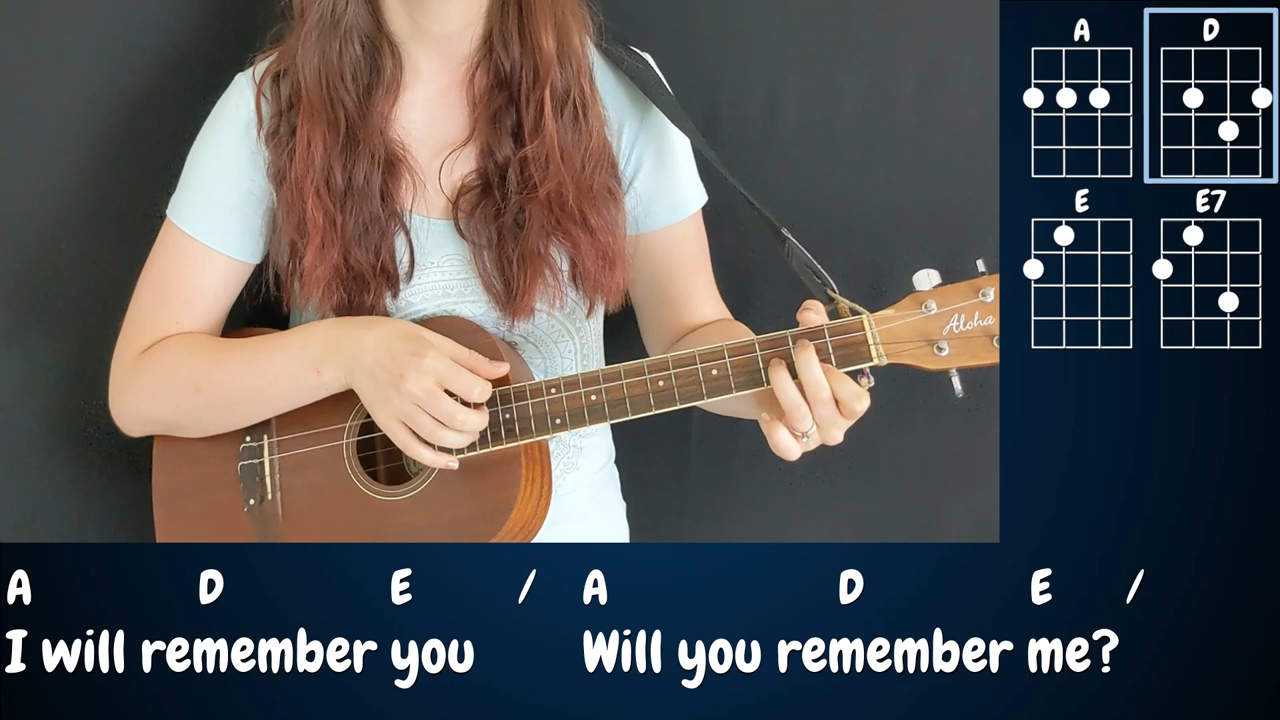 A D
E E7
Aloha
A D E / A D E /
I will remember you Will you remember me?